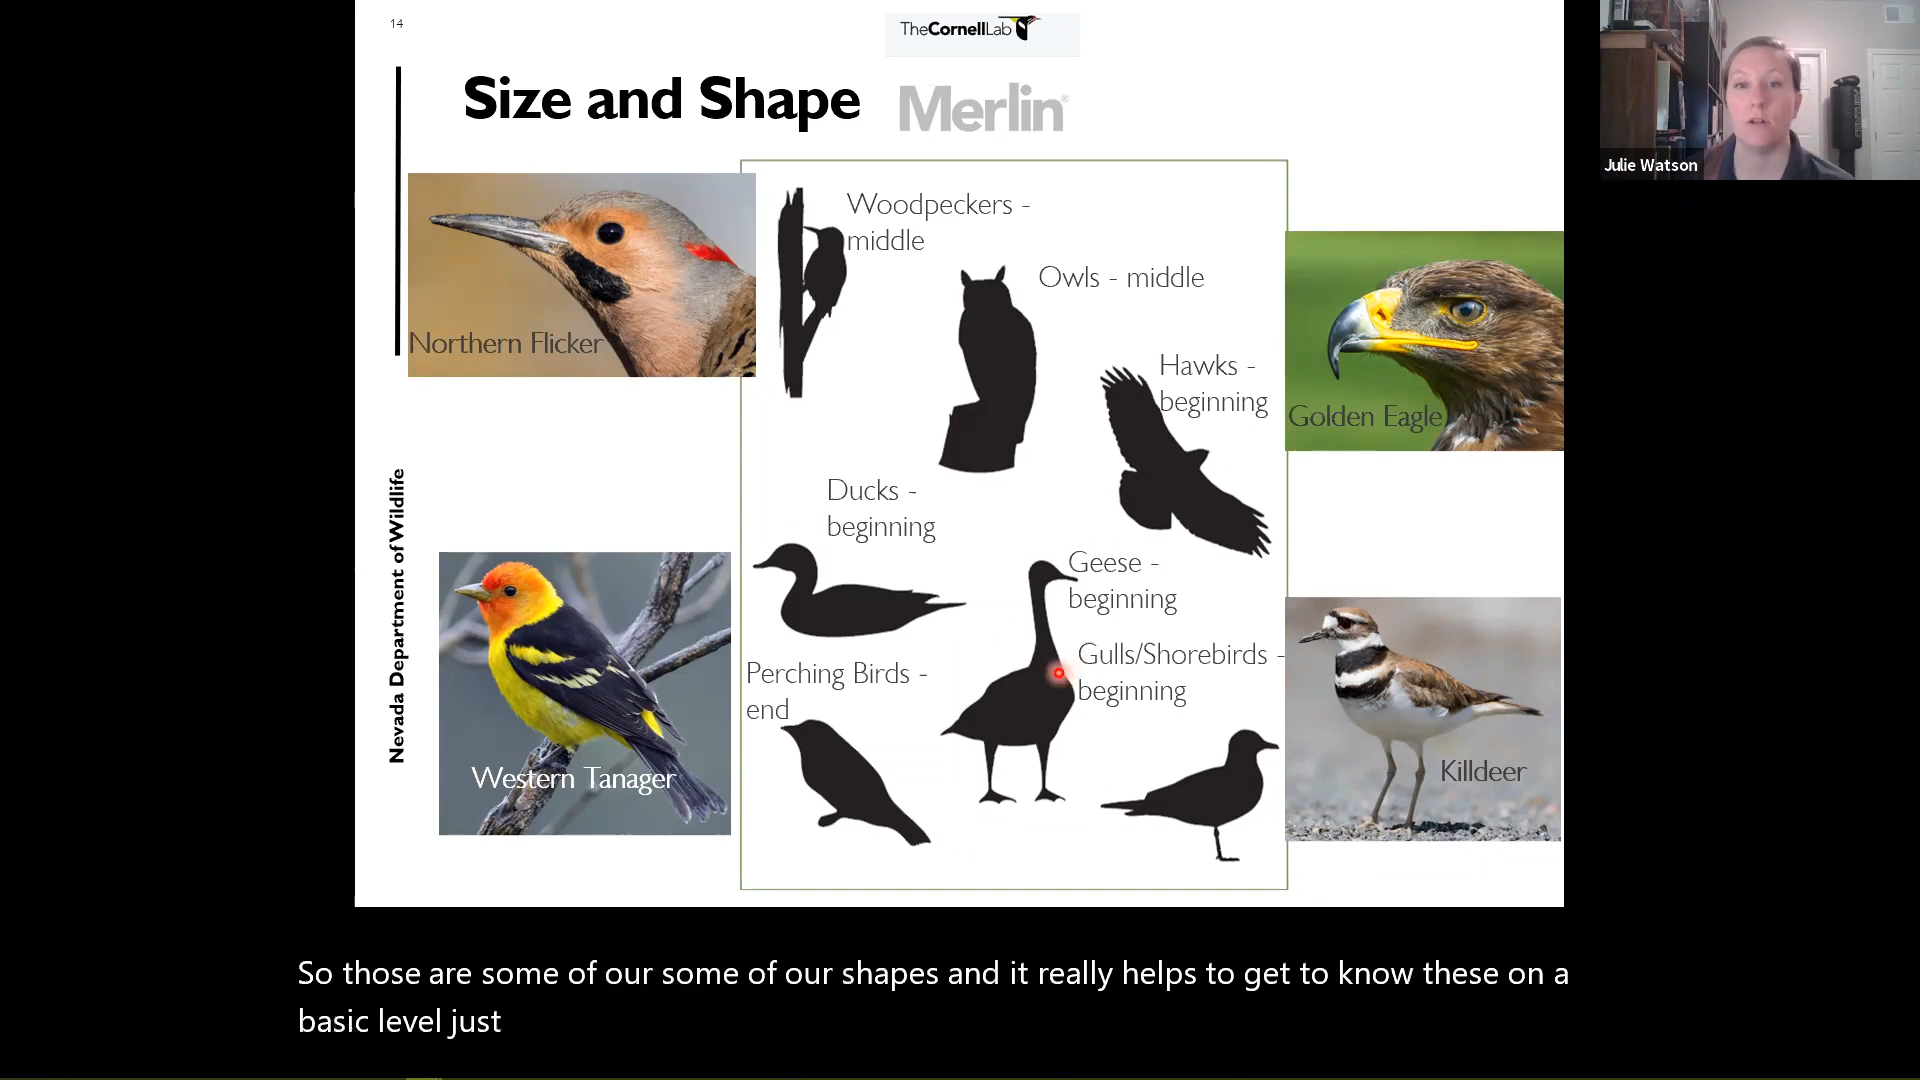 14
TheCornellLab
Size and Shape
Merlin®
Julie Watson
Woodpeckers -
middle
Owls - middle
Northern Flicker
Hawks -
beginning
Golden Eagle
Ducks -
beginning
Nevada Department of Wildlife
Geese -
beginning
Gulls/Shorebirds -
beginning
Perching Birds -
end
Western Tanager
Killdeer
So those are some of our some of our shapes and it really helps to get to know these on a
basic level just